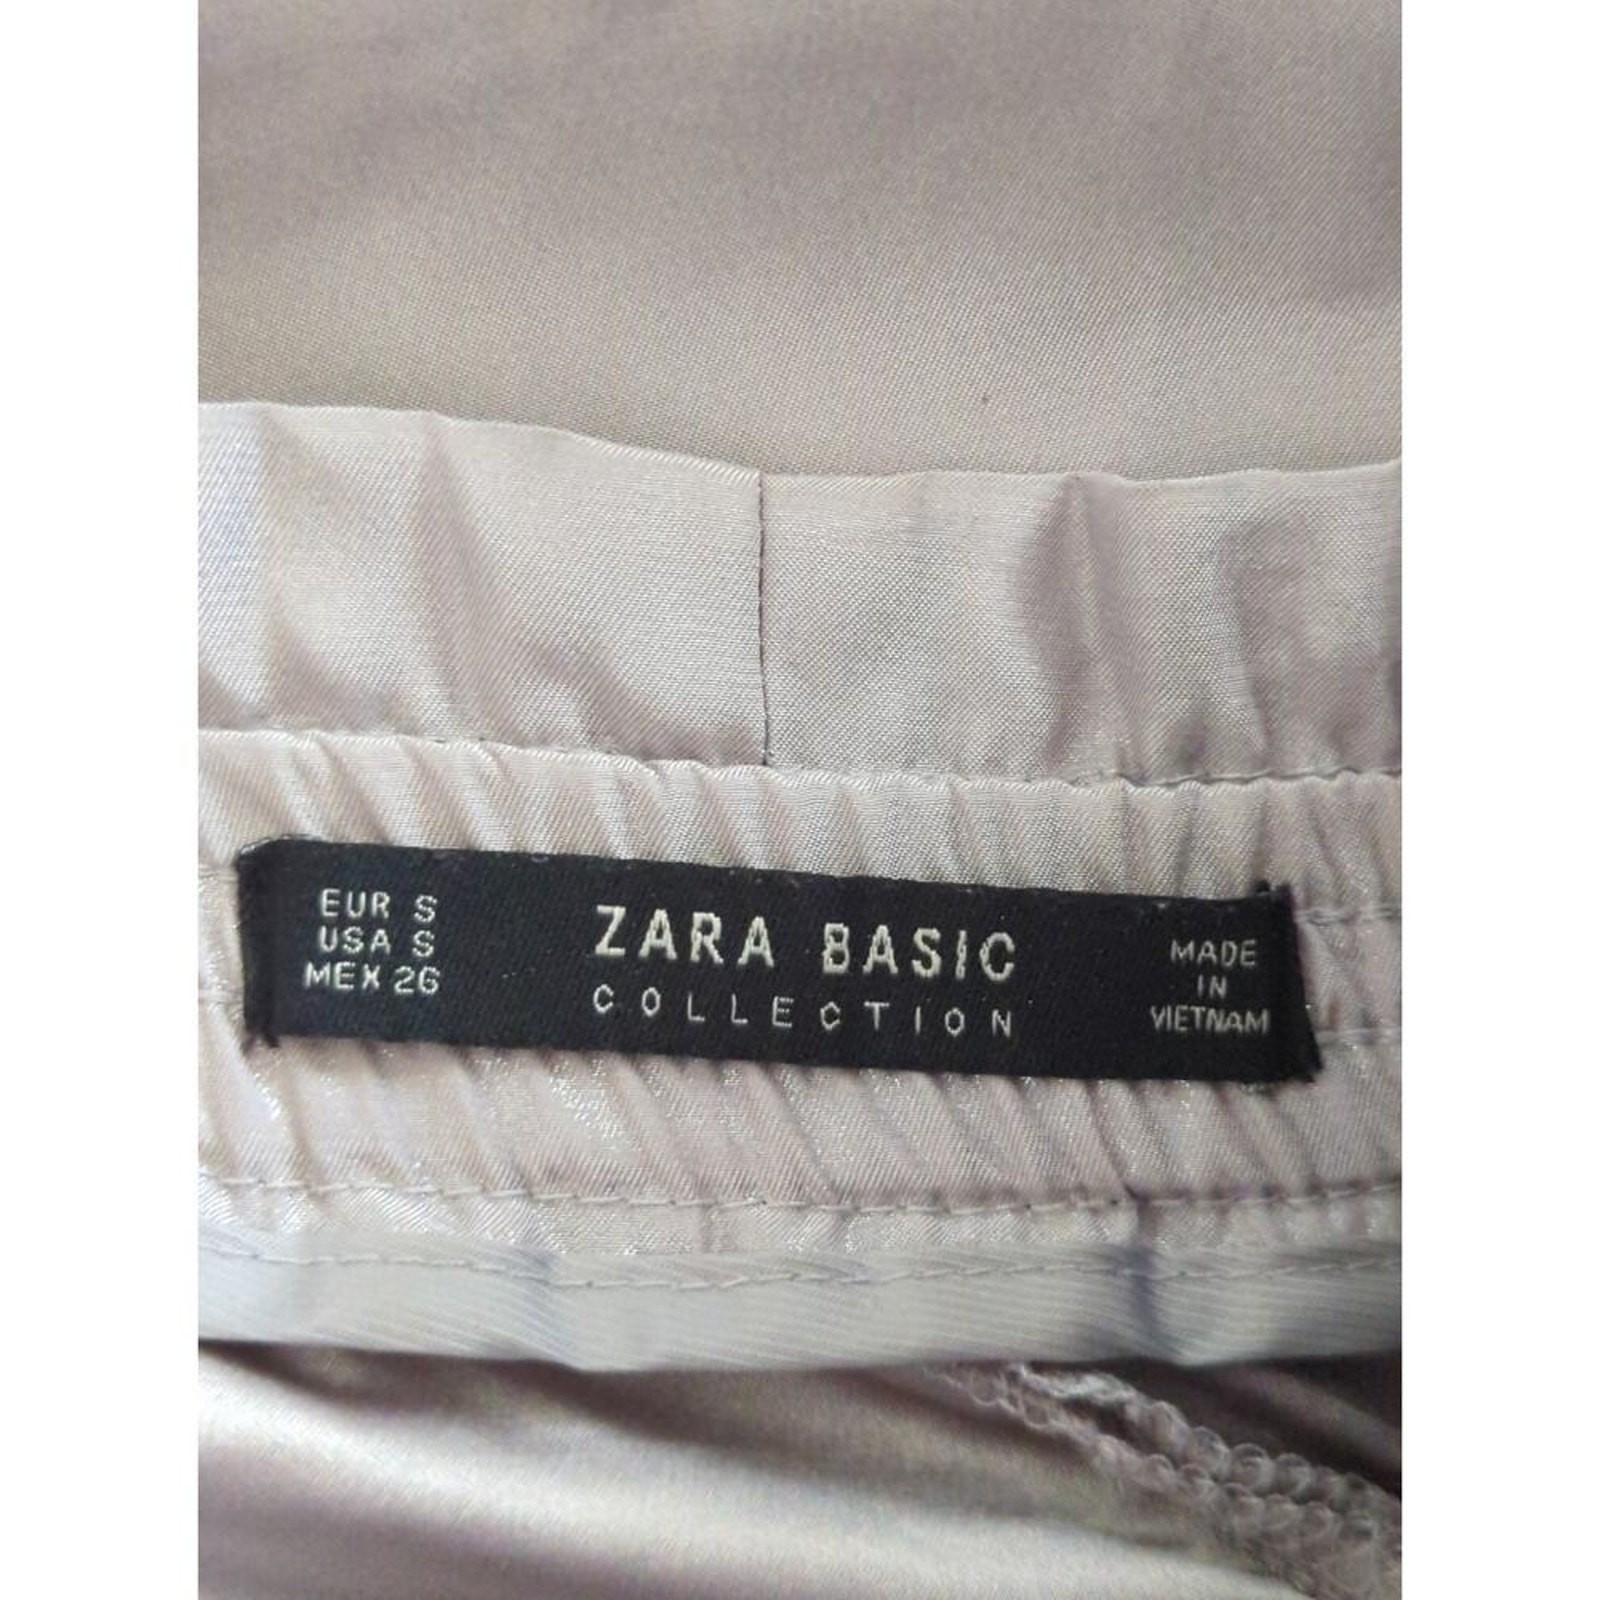 EUR S
USA S
MEX 26
ZARA BASIC
COLLECTION
MADE
IN
VIETNAM